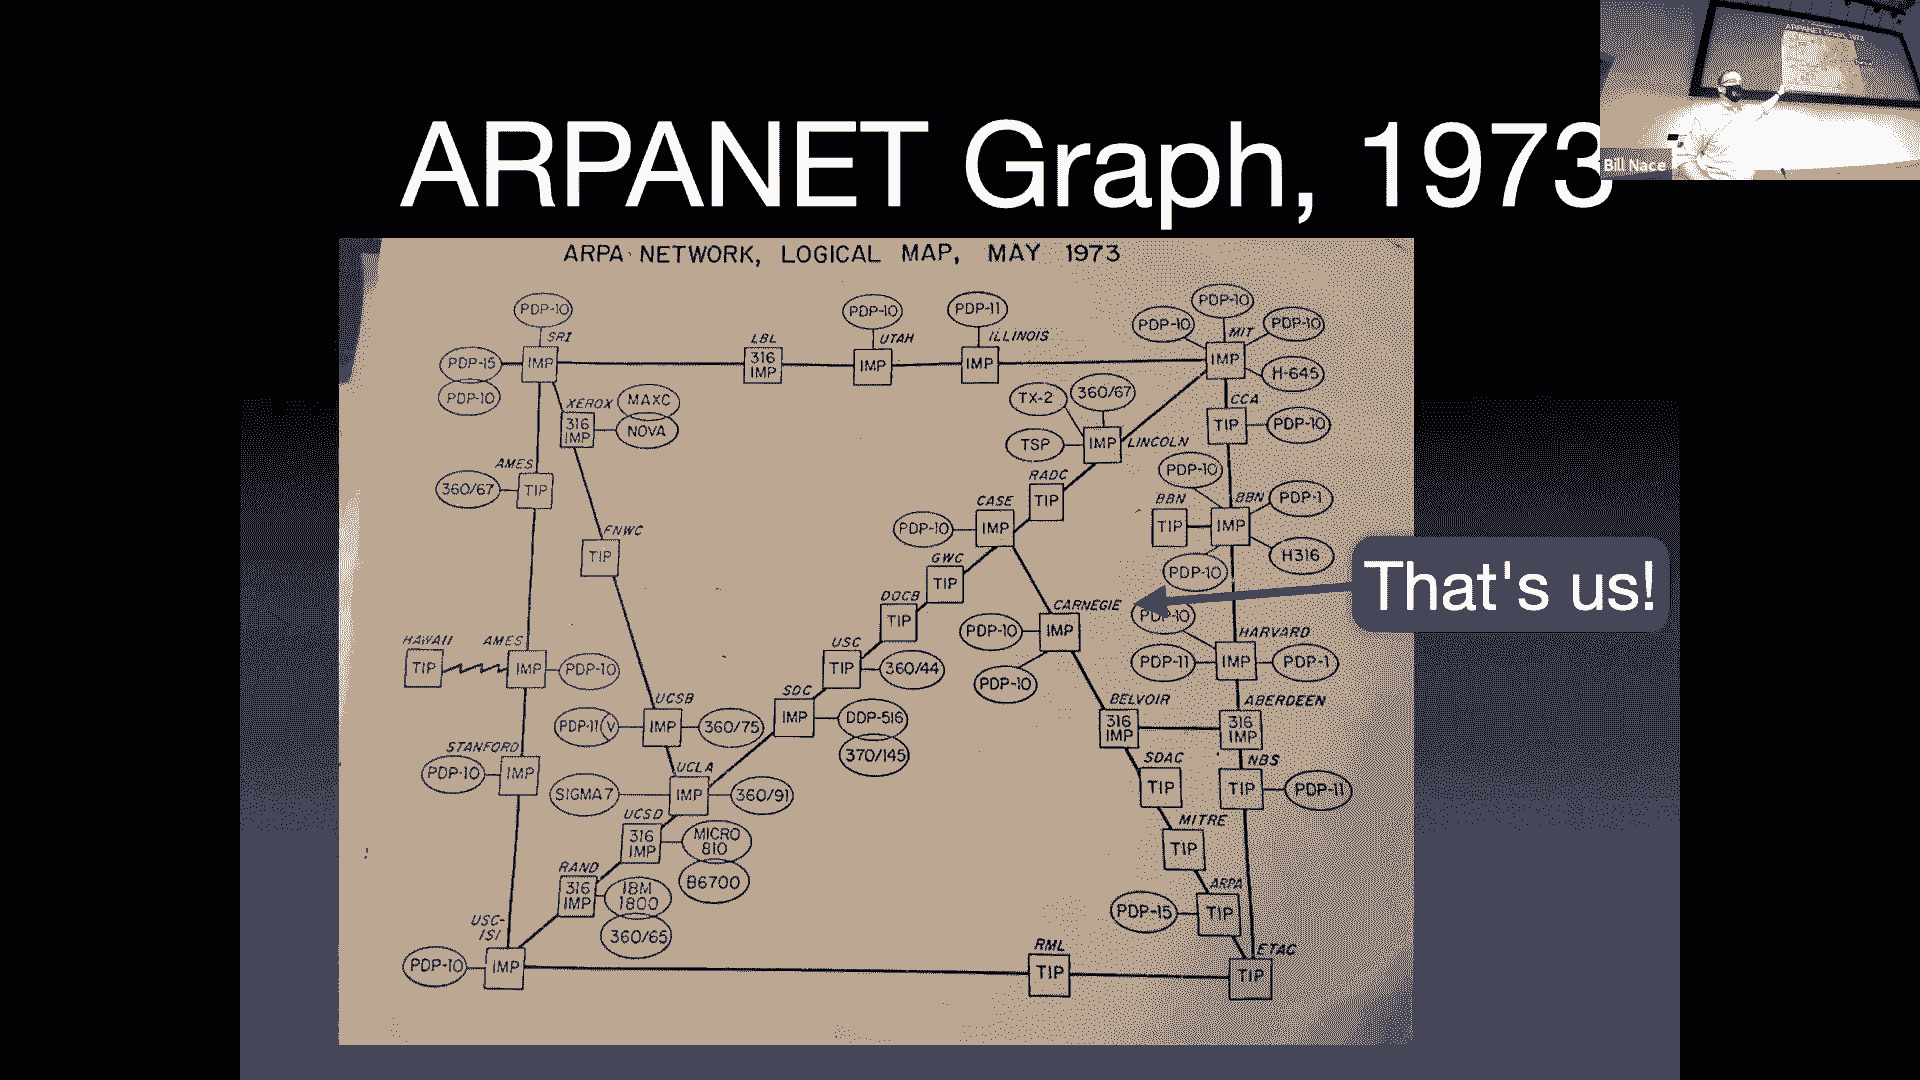 ARPANET Graph, 1973
Bill Nace
ARPANET Graph, 1973
ARPA NETWORK, LOGICAL MAP, MAY 1973
PDP-10
SRI
PDP-15
IMP
PDP-10
LBL
316
IMP
PDP-10
UTAH
IMP
PDP-11
ILLINOIS
IMP
PDP-10
PDP-10
PDP-10
MIT
IMP
H-645
XEROX
MAXC
316
IMP
NOVA
TX-2
360/67
TSP
IMP
LINCOLN
CCA
TIP
PDP-10
AMES
360/67
TIP
RADC
TIP
CASE
PDP-10
IMP
PDP-10
BBN
TIP
BBN
IMP
PDP-1
H316
PDP-10
FNWC
TIP
GWC
TIP
That's us!
DOCB
TIP
CARNEGIE
PDP-10
IMP
PDP-10
PDP-10
HARVARD
PDP-11
IMP
PDP-1
HAWAII
TIP
AMES
IMP
PDP-10
USC
TIP
360/44
UCSB
PDP-11
V
IMP
360/75
SDC
IMP
DDP-516
370/145
BELVOIR
316
IMP
ABERDEEN
316
IMP
STANFORD
PDP-10
IMP
UCLA
SIGMA 7
IMP
360/91
SDAC
TIP
NBS
TIP
PDP-11
UCSD
316
IMP
MICRO
810
B6700
MITRE
TIP
RAND
316
IMP
IBM
1800
360/65
ARPA
PDP-15
TIP
USC-
ISI
PDP-10
IMP
RML
TIP
ETAC
TIP